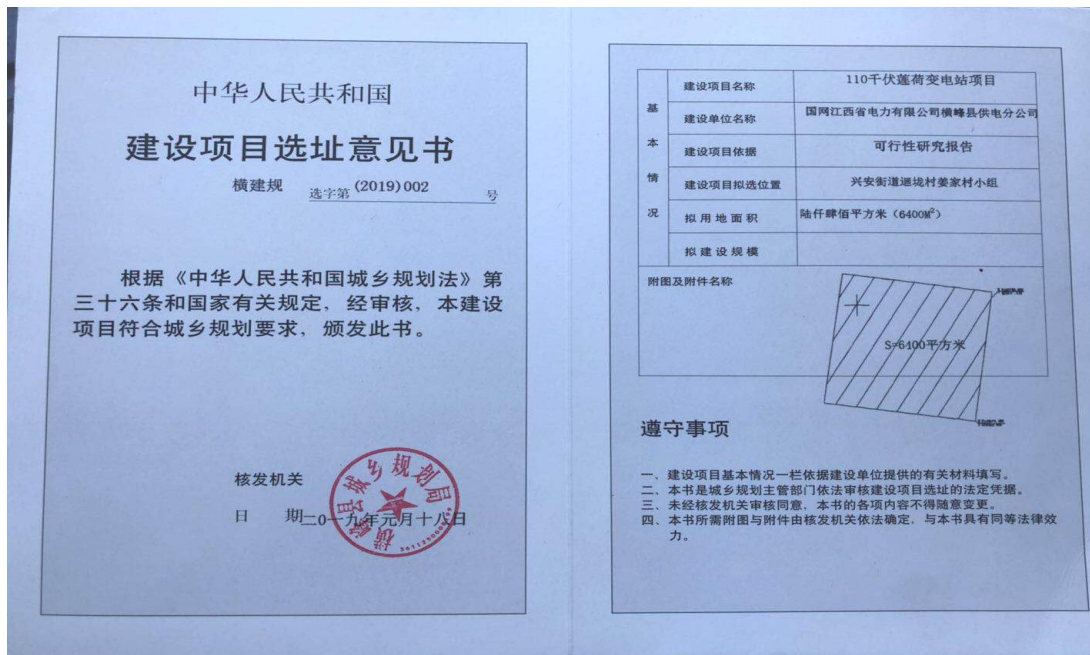 中华人民共和国
建设项目选址意见书
横建规 选字第 (2019)002 号
根据《中华人民共和国城乡规划法》第
三十六条和国家有关规定，经审核，本建设
项目符合城乡规划要求，颁发此书。
核发机关
横峰县城乡规划局
日 期 二0一九年元月十八日
基本情况
建设项目名称 110千伏莲荷变电站项目
建设单位名称 国网江西省电力有限公司横峰县供电分公司
建设项目依据 可行性研究报告
建设项目拟选位置 兴安街道迴垅村姜家村小组
拟用地面积 陆仟肆佰平方米（6400M²）
拟建设规模
附图及附件名称
S=6400平方米
遵守事项
一、建设项目基本情况一栏依据建设单位提供的有关材料填写。
二、本书是城乡规划主管部门依法审核建设项目选址的法定凭据。
三、未经核发机关审核同意，本书的各项内容不得随意变更。
四、本书所需附图与附件由核发机关依法确定，与本书具有同等法律效
力。